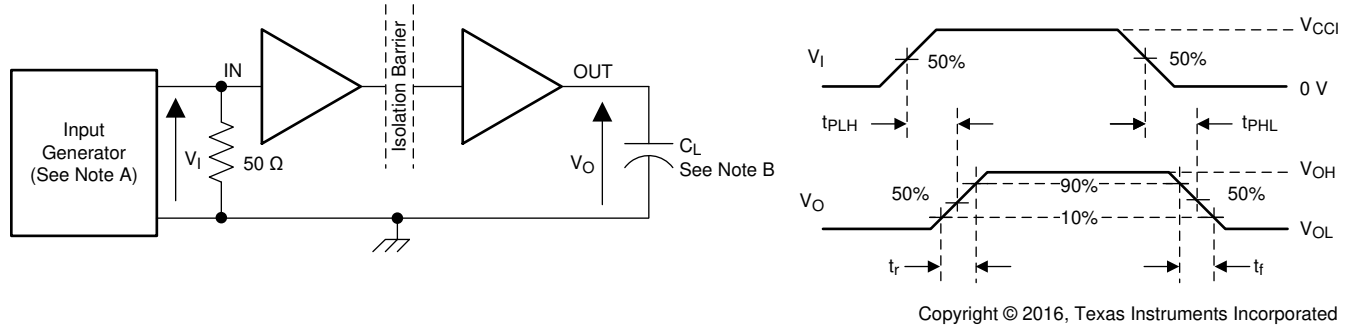 Input
Generator
(See Note A)
IN
V_I
50 Ω
Isolation Barrier
OUT
V_O
C_L
See Note B
V_I
50%
50%
V_CCI
0 V
t_PLH
t_PHL
V_O
50%
90%
50%
10%
V_OH
V_OL
t_r
t_f
Copyright © 2016, Texas Instruments Incorporated